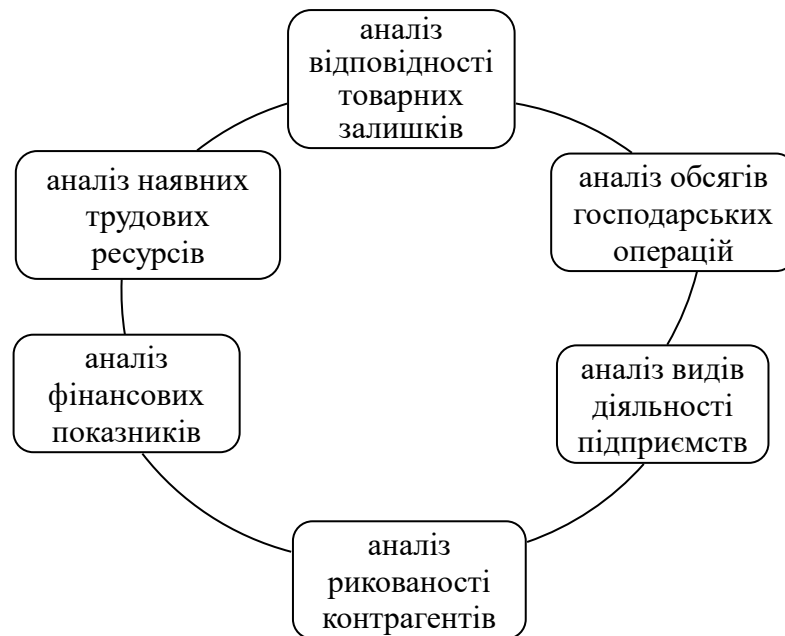 аналіз
відповідності
товарних
залишків
аналіз обсягів
господарських
операцій
аналіз видів
діяльності
підприємств
аналіз
рикованості
контрагентів
аналіз
фінансових
показників
аналіз наявних
трудових
ресурсів